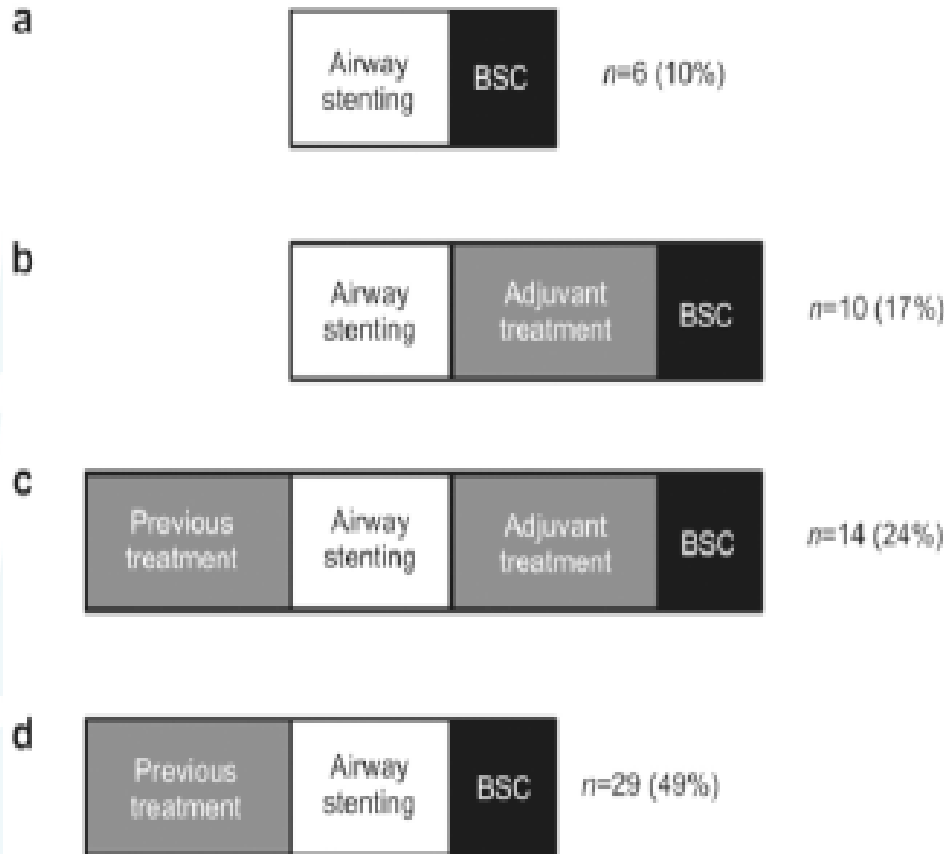 a
Airway
stenting
BSC
n=6 (10%)
b
Airway
stenting
Adjuvant
treatment
BSC
n=10 (17%)
c
Previous
treatment
Airway
stenting
Adjuvant
treatment
BSC
n=14 (24%)
d
Previous
treatment
Airway
stenting
BSC
n=29 (49%)